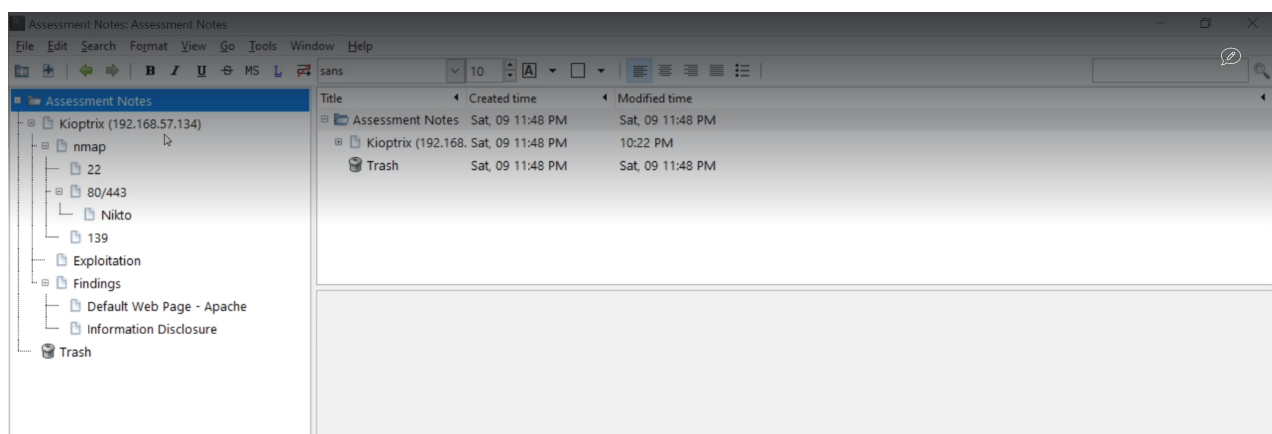 Assessment Notes: Assessment Notes
File Edit Search Format View Go Tools Window Help
B I U S MS L sans 10 A
Assessment Notes
Kioptrix (192.168.57.134)
nmap
22
80/443
Nikto
139
Exploitation
Findings
Default Web Page - Apache
Information Disclosure
Trash
Title Created time Modified time
Assessment Notes Sat, 09 11:48 PM Sat, 09 11:48 PM
Kioptrix (192.168. Sat, 09 11:48 PM 10:22 PM
Trash Sat, 09 11:48 PM Sat, 09 11:48 PM